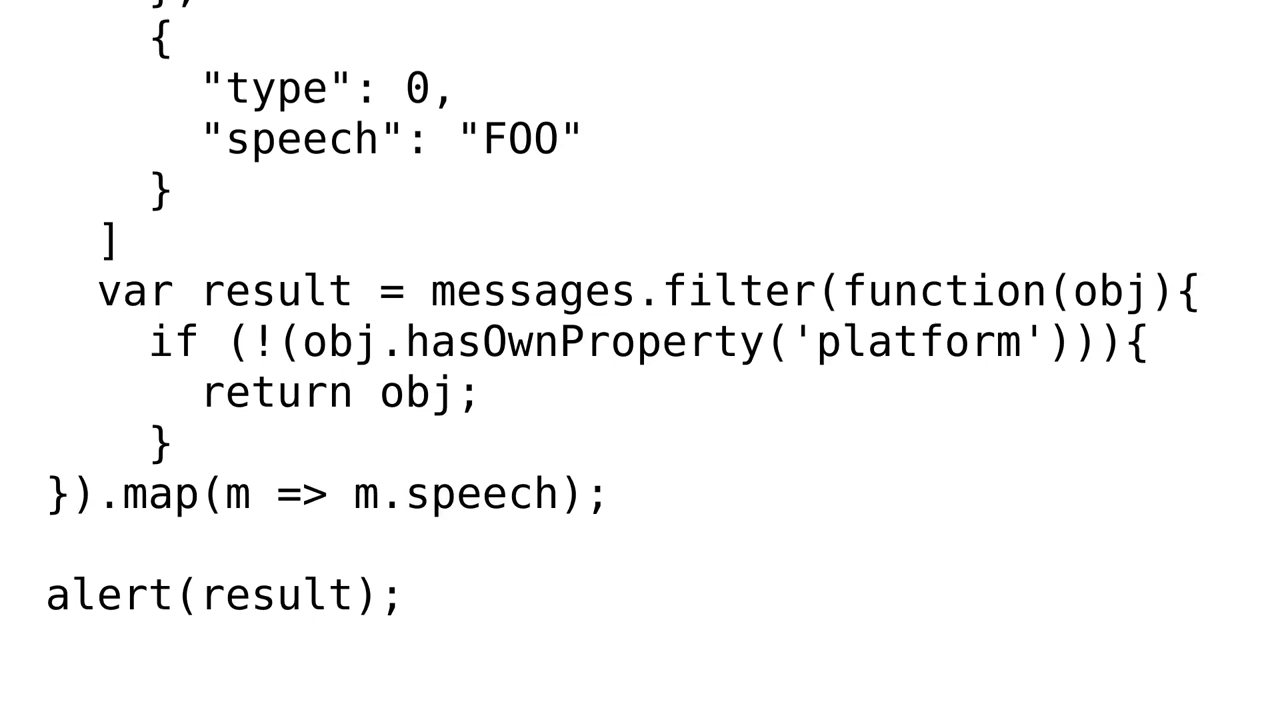 {
      "type": 0,
      "speech": "FOO"
    }
  ]
  var result = messages.filter(function(obj){
    if (!(obj.hasOwnProperty('platform'))){
      return obj;
    }
}).map(m => m.speech);

alert(result);